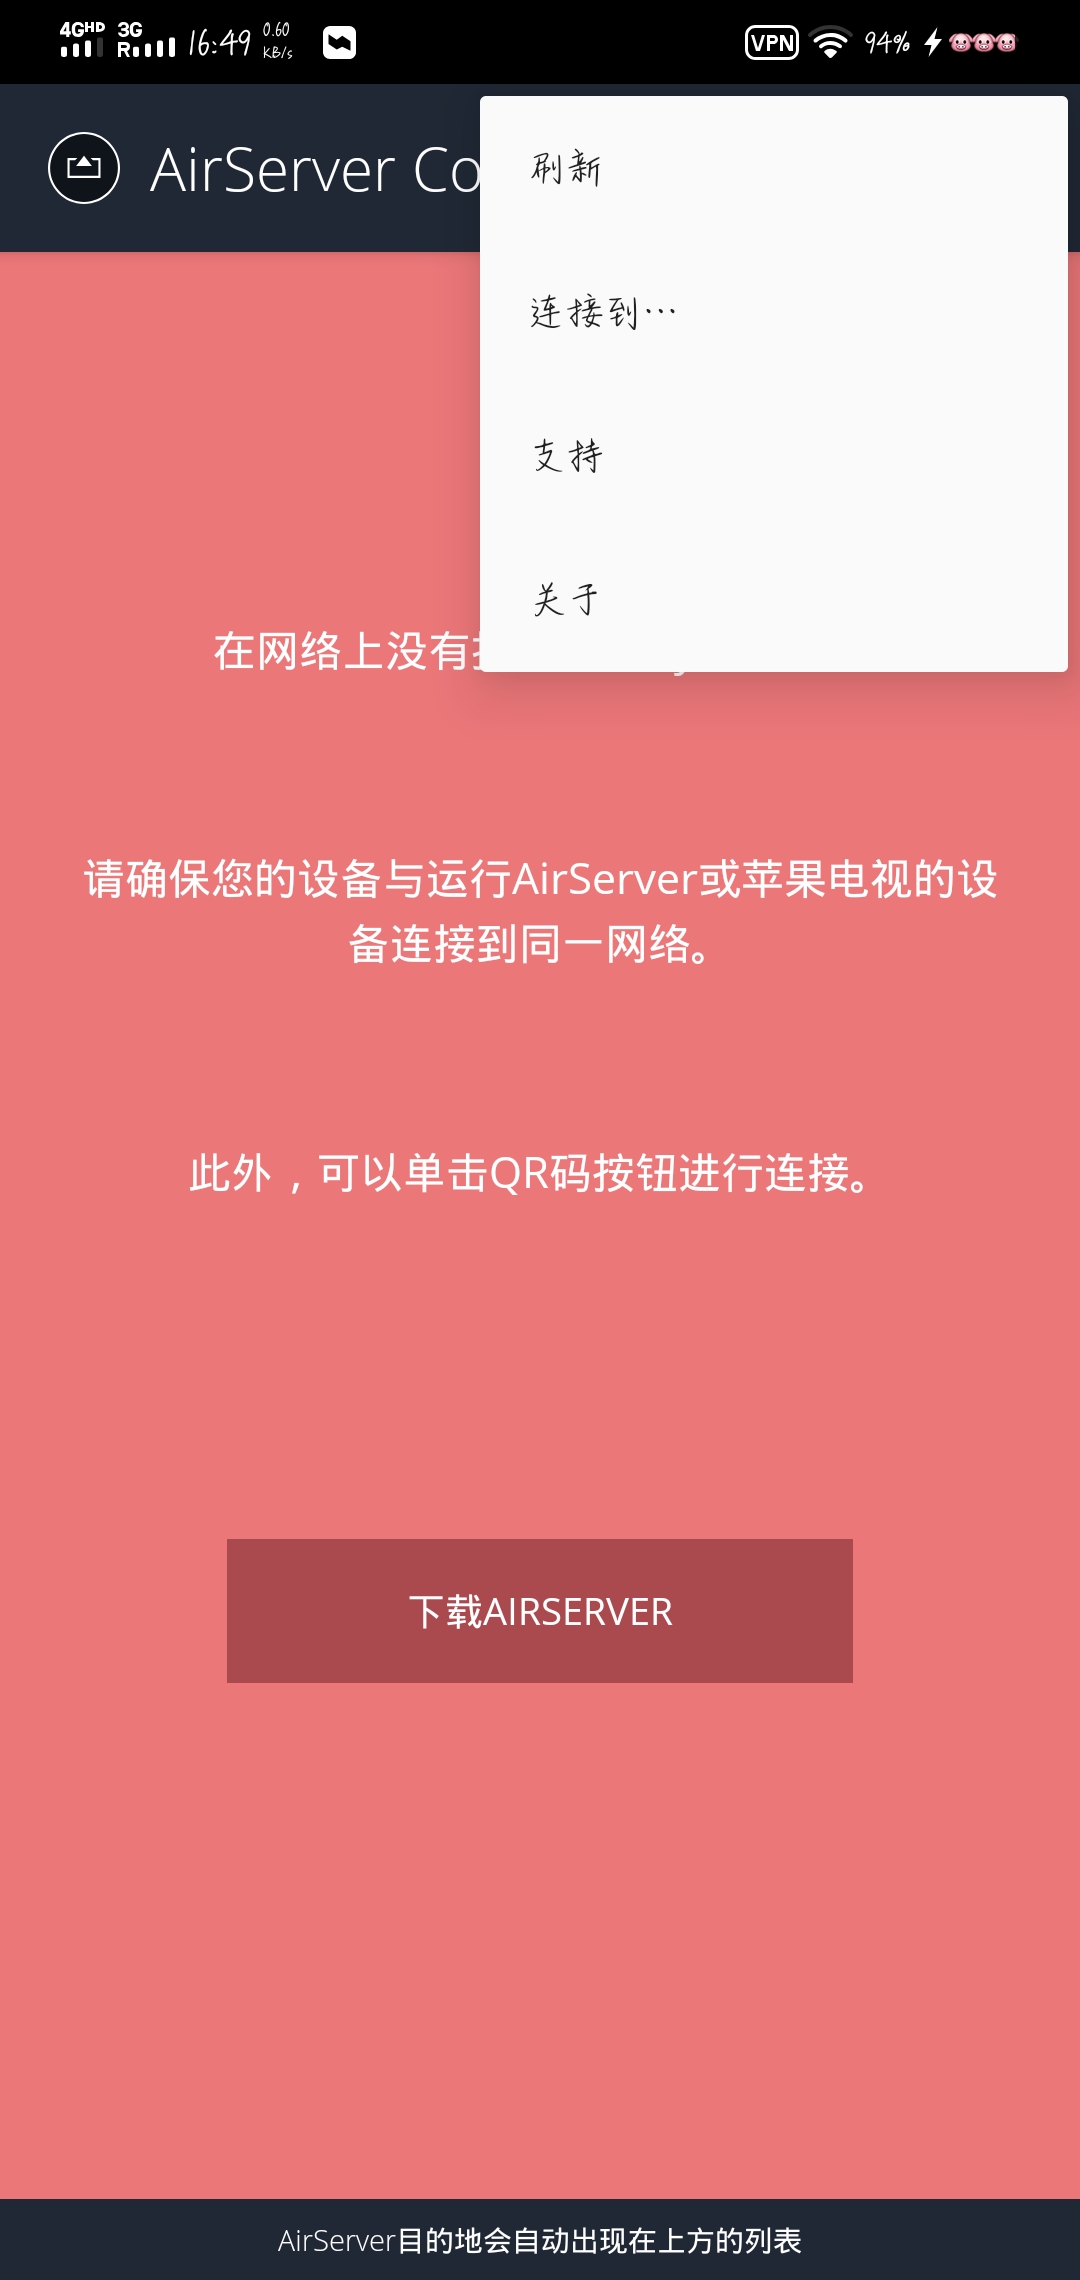 4GHD 3G R 16:49 0.60 KB/s VPN 94%
AirServer Co
刷新
连接到…
支持
关于
在网络上没有
请确保您的设备与运行AirServer或苹果电视的设
备连接到同一网络。
此外，可以单击QR码按钮进行连接。
下载AIRSERVER
AirServer目的地会自动出现在上方的列表